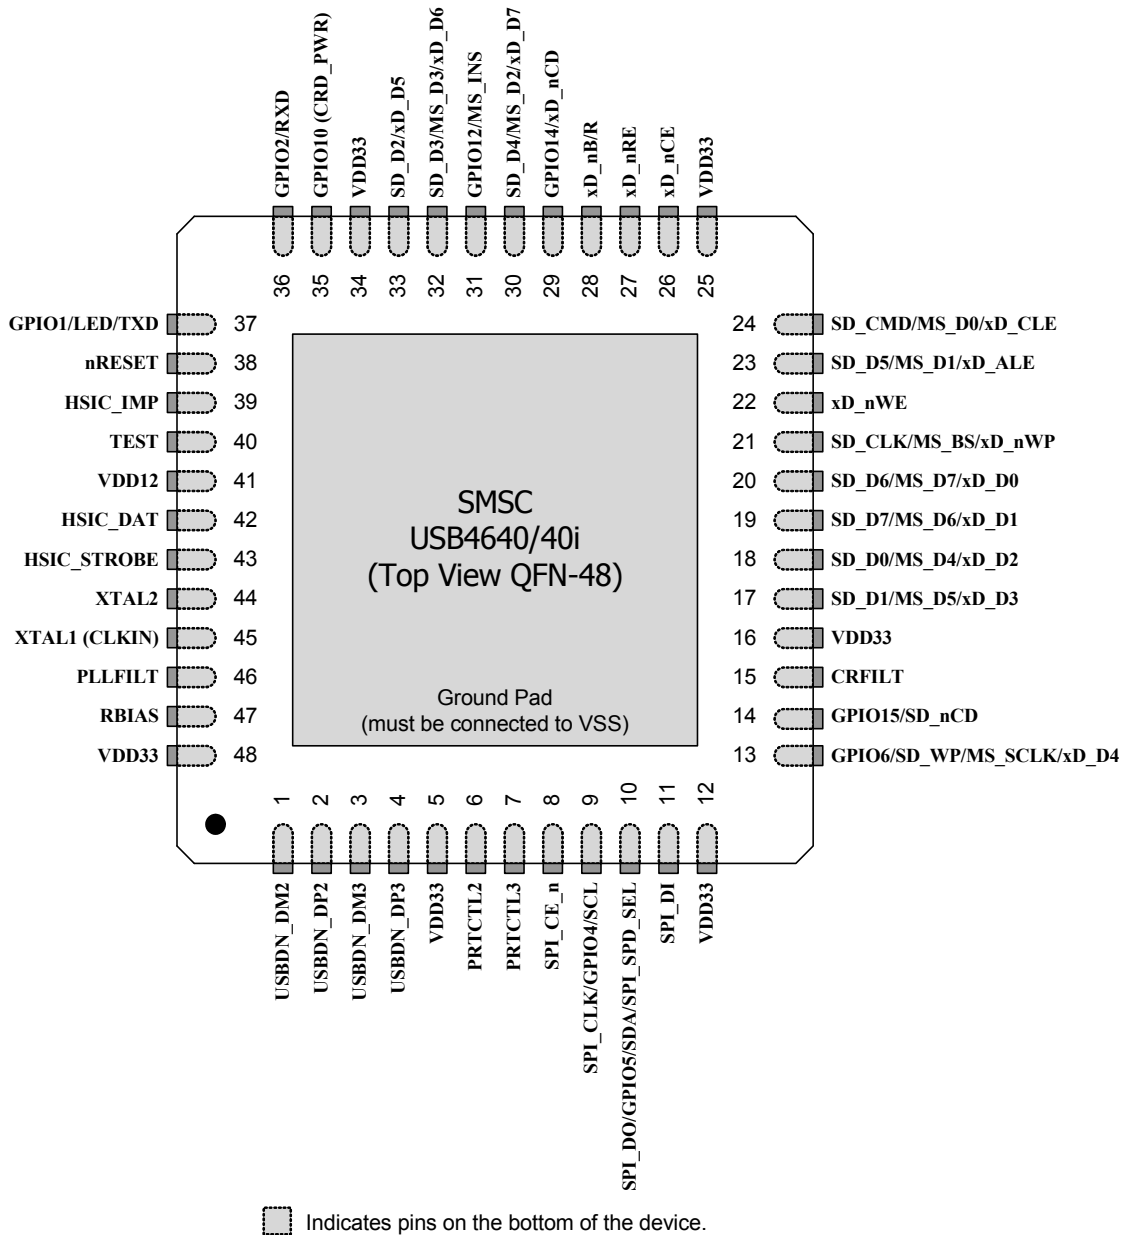 GPIO2/RXD
GPIO10 (CRD_PWR)
VDD33
SD_D2/xD_D5
SD_D3/MS_D3/xD_D6
GPIO12/MS_INS
SD_D4/MS_D2/xD_D7
GPIO14/xD_nCD
xD_nB/R
xD_nRE
xD_nCE
VDD33
36
35
34
33
32
31
30
29
28
27
26
25
GPIO1/LED/TXD 37
nRESET 38
HSIC_IMP 39
TEST 40
VDD12 41
HSIC_DAT 42
HSIC_STROBE 43
XTAL2 44
XTAL1 (CLKIN) 45
PLLFILT 46
RBIAS 47
VDD33 48
SMSC
USB4640/40i
(Top View QFN-48)
Ground Pad
(must be connected to VSS)
24 SD_CMD/MS_D0/xD_CLE
23 SD_D5/MS_D1/xD_ALE
22 xD_nWE
21 SD_CLK/MS_BS/xD_nWP
20 SD_D6/MS_D7/xD_D0
19 SD_D7/MS_D6/xD_D1
18 SD_D0/MS_D4/xD_D2
17 SD_D1/MS_D5/xD_D3
16 VDD33
15 CRFILT
14 GPIO15/SD_nCD
13 GPIO6/SD_WP/MS_SCLK/xD_D4
1
2
3
4
5
6
7
8
9
10
11
12
USBDN_DM2
USBDN_DP2
USBDN_DM3
USBDN_DP3
VDD33
PRTCTL2
PRTCTL3
SPI_CE_n
SPI_CLK/GPIO4/SCL
SPI_DO/GPIO5/SDA/SPI_SPD_SEL
SPI_DI
VDD33
Indicates pins on the bottom of the device.